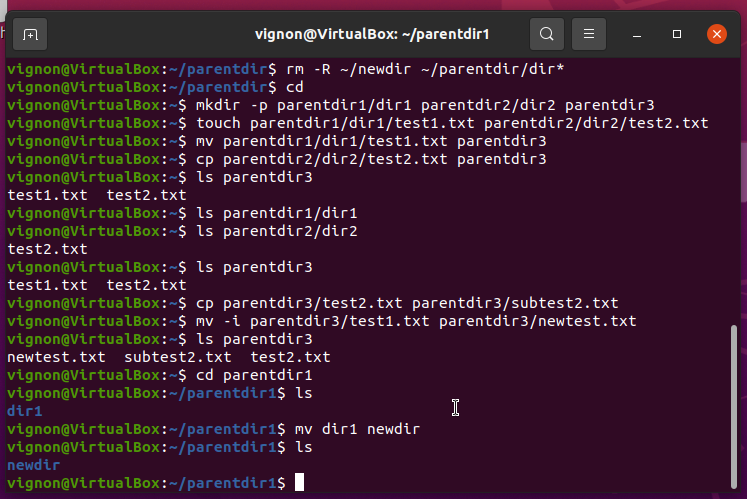 vignon@VirtualBox: ~/parentdir1
vignon@VirtualBox:~/parentdir$ rm -R ~/newdir ~/parentdir/dir*
vignon@VirtualBox:~/parentdir$ cd
vignon@VirtualBox:~$ mkdir -p parentdir1/dir1 parentdir2/dir2 parentdir3
vignon@VirtualBox:~$ touch parentdir1/dir1/test1.txt parentdir2/dir2/test2.txt
vignon@VirtualBox:~$ mv parentdir1/dir1/test1.txt parentdir3
vignon@VirtualBox:~$ cp parentdir2/dir2/test2.txt parentdir3
vignon@VirtualBox:~$ ls parentdir3
test1.txt  test2.txt
vignon@VirtualBox:~$ ls parentdir1/dir1
vignon@VirtualBox:~$ ls parentdir2/dir2
test2.txt
vignon@VirtualBox:~$ ls parentdir3
test1.txt  test2.txt
vignon@VirtualBox:~$ cp parentdir3/test2.txt parentdir3/subtest2.txt
vignon@VirtualBox:~$ mv -i parentdir3/test1.txt parentdir3/newtest.txt
vignon@VirtualBox:~$ ls parentdir3
newtest.txt  subtest2.txt  test2.txt
vignon@VirtualBox:~$ cd parentdir1
vignon@VirtualBox:~/parentdir1$ ls
dir1
vignon@VirtualBox:~/parentdir1$ mv dir1 newdir
vignon@VirtualBox:~/parentdir1$ ls
newdir
vignon@VirtualBox:~/parentdir1$